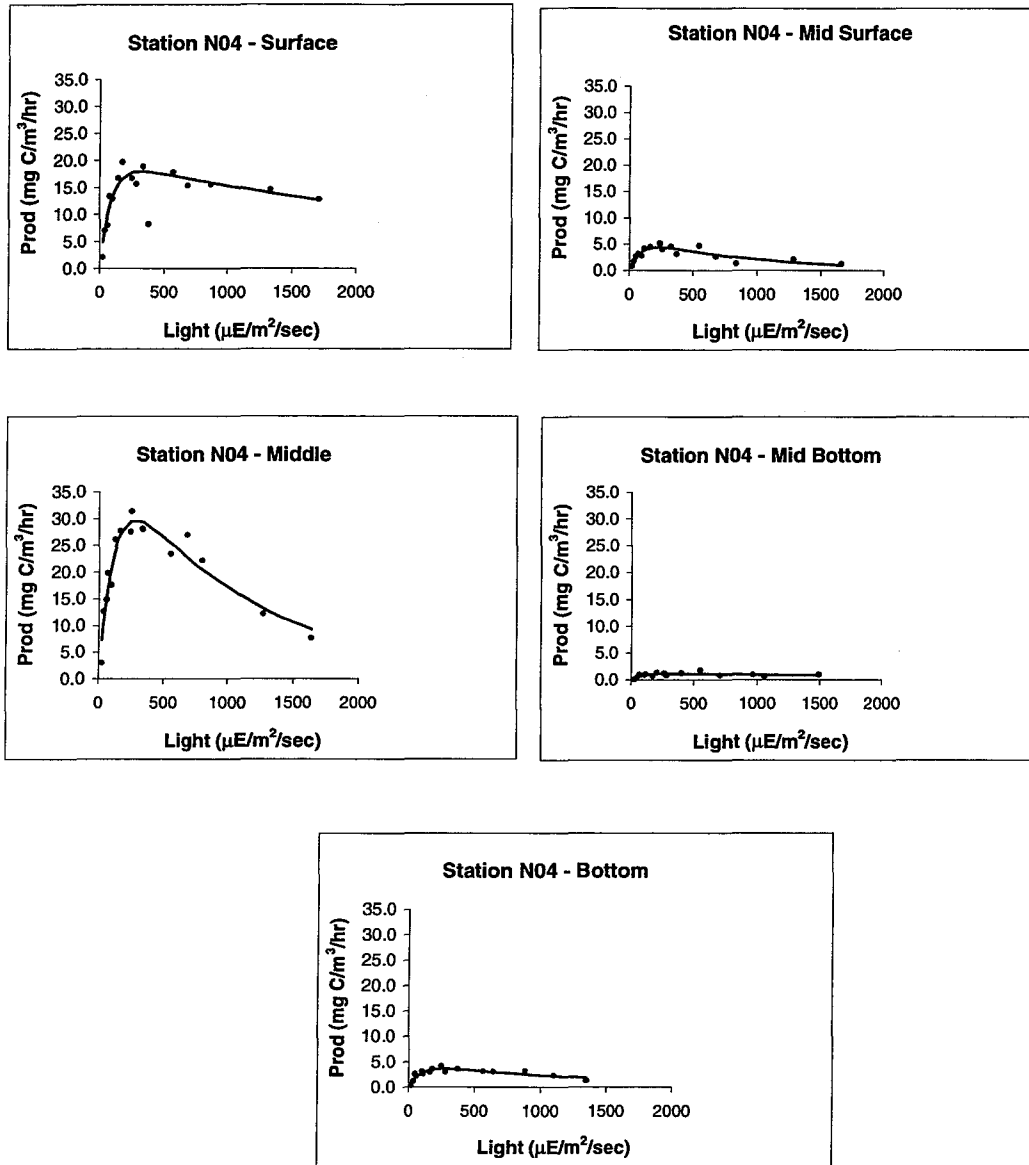 Station N04 - Surface
Prod (mg C/m³/hr)
35.0
30.0
25.0
20.0
15.0
10.0
5.0
0.0
0 500 1000 1500 2000
Light (µE/m²/sec)
Station N04 - Mid Surface
Prod (mg C/m³/hr)
35.0
30.0
25.0
20.0
15.0
10.0
5.0
0.0
0 500 1000 1500 2000
Light (µE/m²/sec)
Station N04 - Middle
Prod (mg C/m³/hr)
35.0
30.0
25.0
20.0
15.0
10.0
5.0
0.0
0 500 1000 1500 2000
Light (µE/m²/sec)
Station N04 - Mid Bottom
Prod (mg C/m³/hr)
35.0
30.0
25.0
20.0
15.0
10.0
5.0
0.0
0 500 1000 1500 2000
Light (µE/m²/sec)
Station N04 - Bottom
Prod (mg C/m³/hr)
35.0
30.0
25.0
20.0
15.0
10.0
5.0
0.0
0 500 1000 1500 2000
Light (µE/m²/sec)